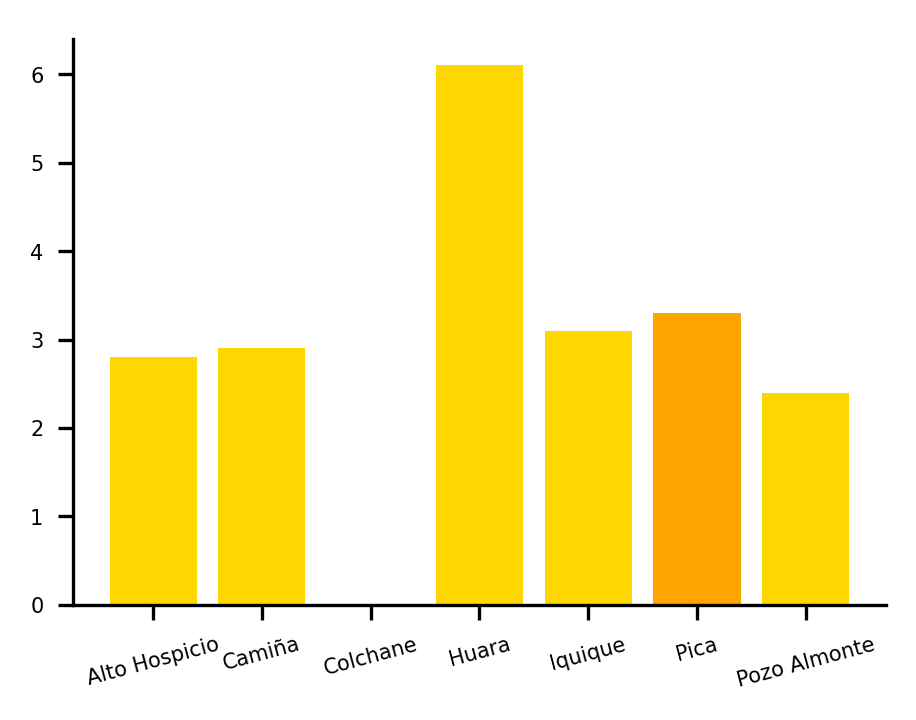 6
5
4
3
2
1
0
Alto Hospicio
Camiña
Colchane
Huara
Iquique
Pica
Pozo Almonte